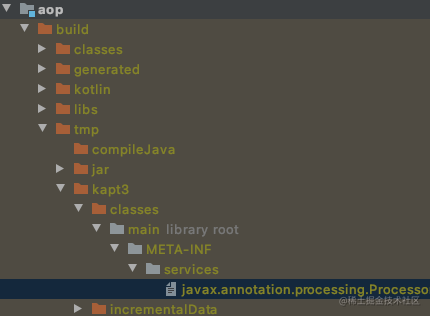 aop
build
classes
generated
kotlin
libs
tmp
compileJava
jar
kapt3
classes
main library root
META-INF
services
javax.annotation.processing.Processo
@稀土掘金技术社区
incrementalData